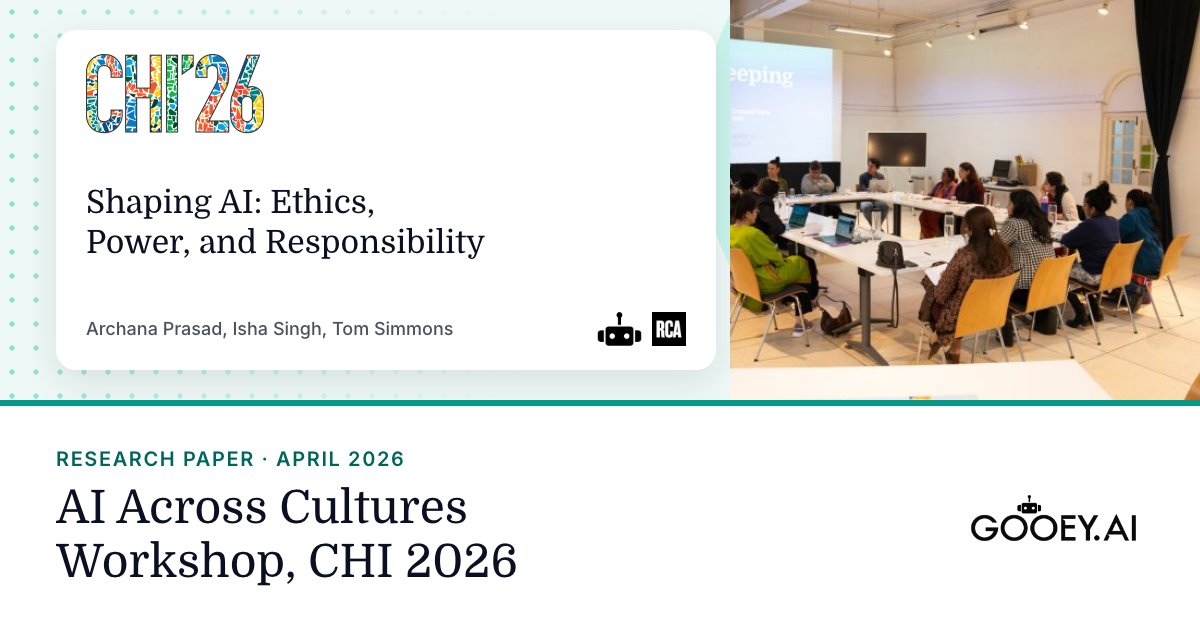 CHI'26
Shaping AI: Ethics,
Power, and Responsibility
Archana Prasad, Isha Singh, Tom Simmons
RCA
eeping
RESEARCH PAPER · APRIL 2026
AI Across Cultures
Workshop, CHI 2026
GOOEY.AI